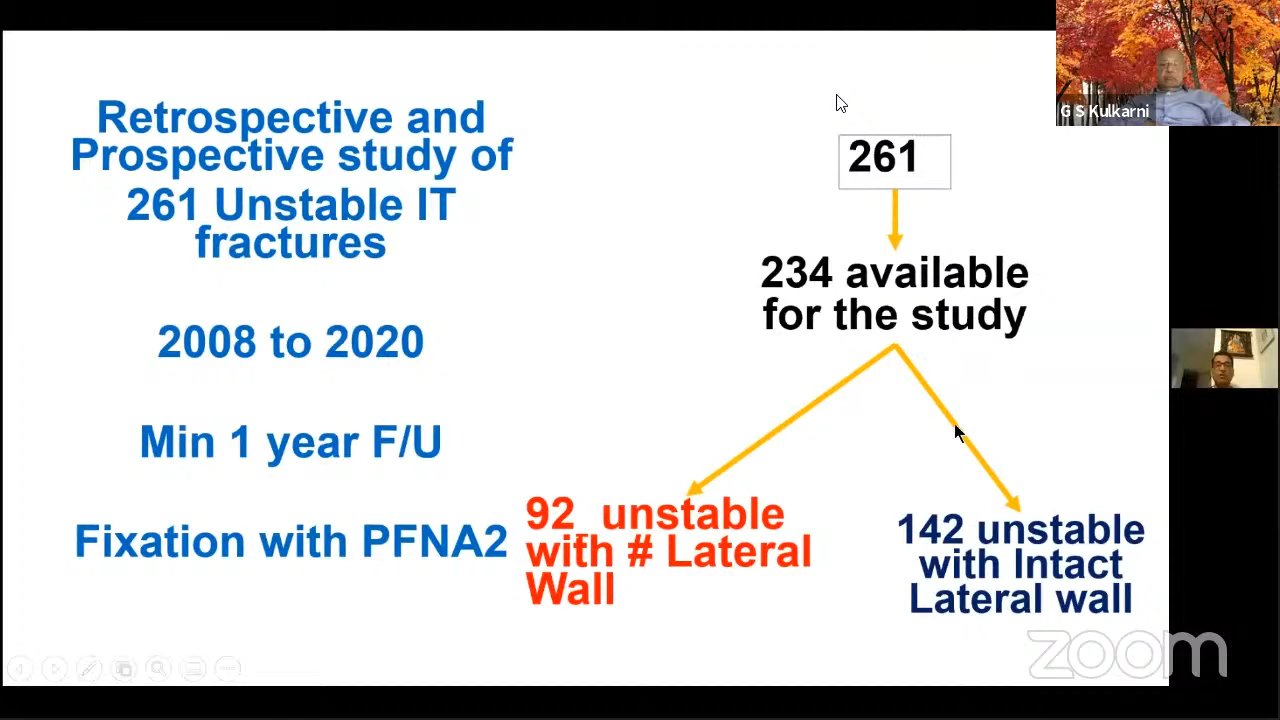 Retrospective and
Prospective study of
261 Unstable IT
fractures
2008 to 2020
Min 1 year F/U
Fixation with PFNA2
261
234 available
for the study
92 unstable
with # Lateral
Wall
142 unstable
with Intact
Lateral wall
G S Kulkarni
zoom